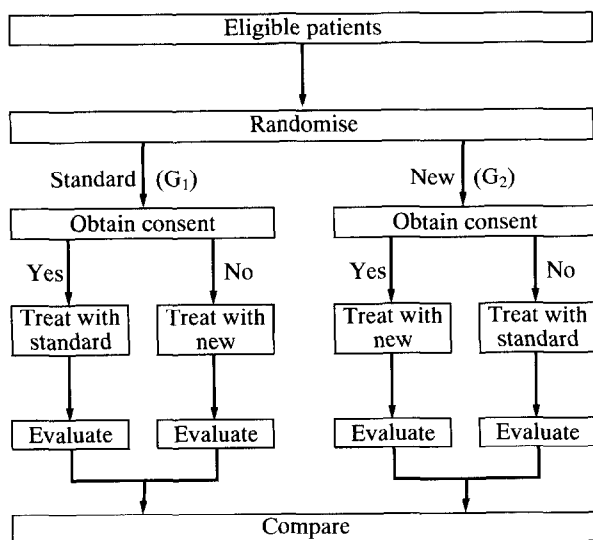 Eligible patients
Randomise
Standard (G₁) New (G₂)
Obtain consent Obtain consent
Yes No Yes No
Treat with standard Treat with new Treat with new Treat with standard
Evaluate Evaluate Evaluate Evaluate
Compare